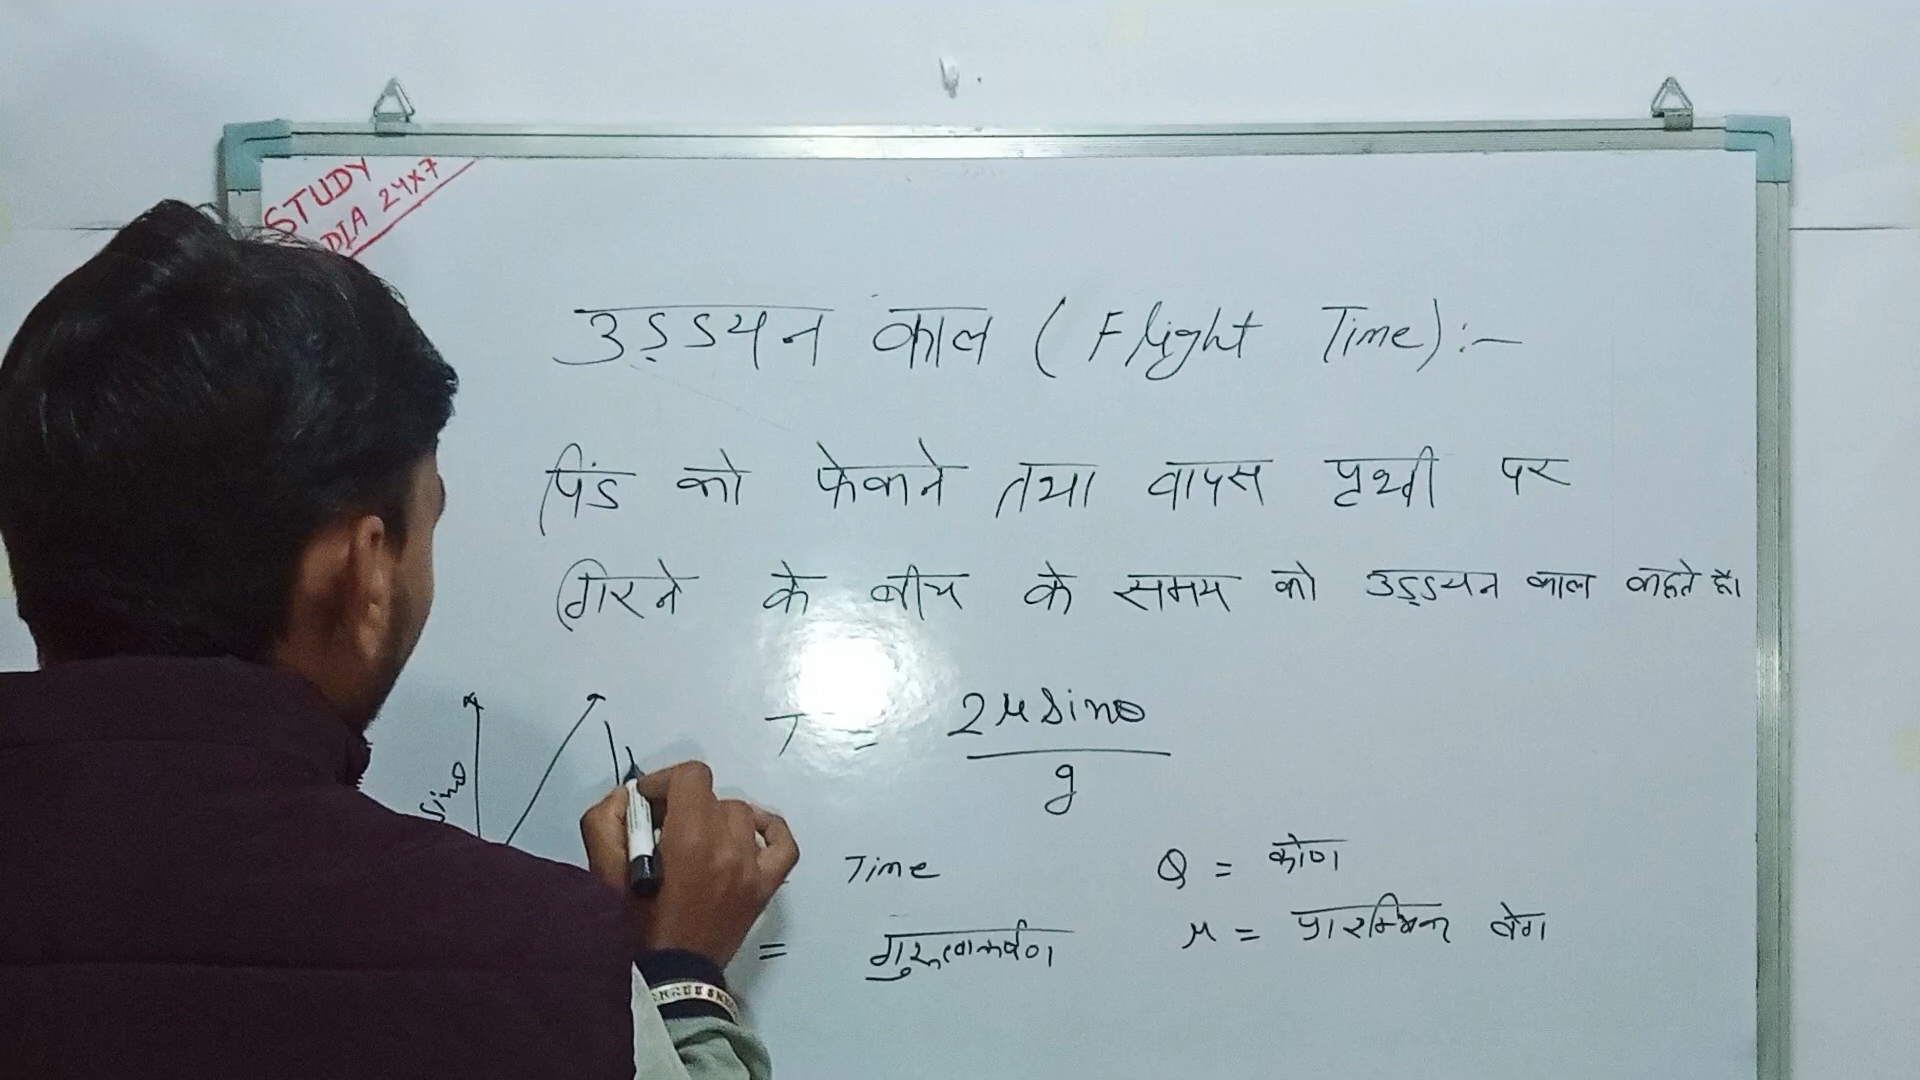 STUDY
DIA 24x7
उड्डयन काल (Flight Time):-
पिंड को फेकने तथा वापस पृथ्वी पर
गिरने के बीच के समय को उड्डयन काल कहते है।
T = 2μsinθ / g
sinθ
Time θ = कोण
= गुरुत्वाकर्षण μ = प्रारम्भिक वेग